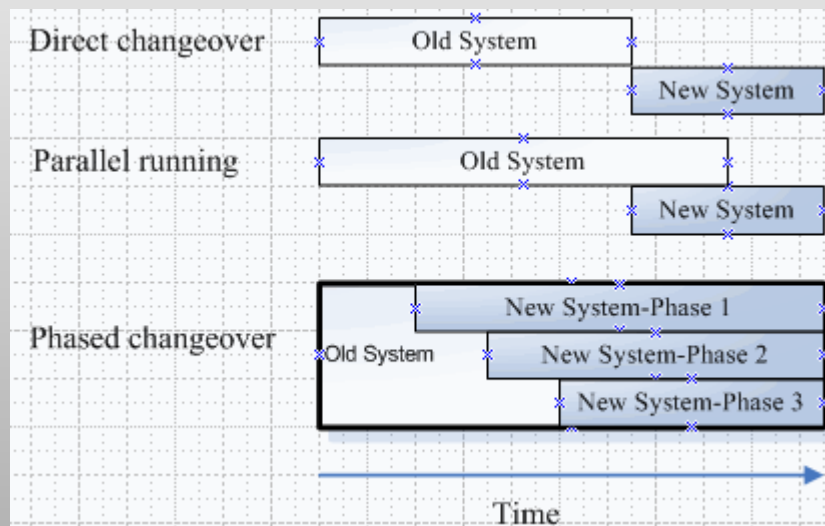 Direct changeover
Old System
New System
Parallel running
Old System
New System
Phased changeover
Old System
New System-Phase 1
New System-Phase 2
New System-Phase 3
Time